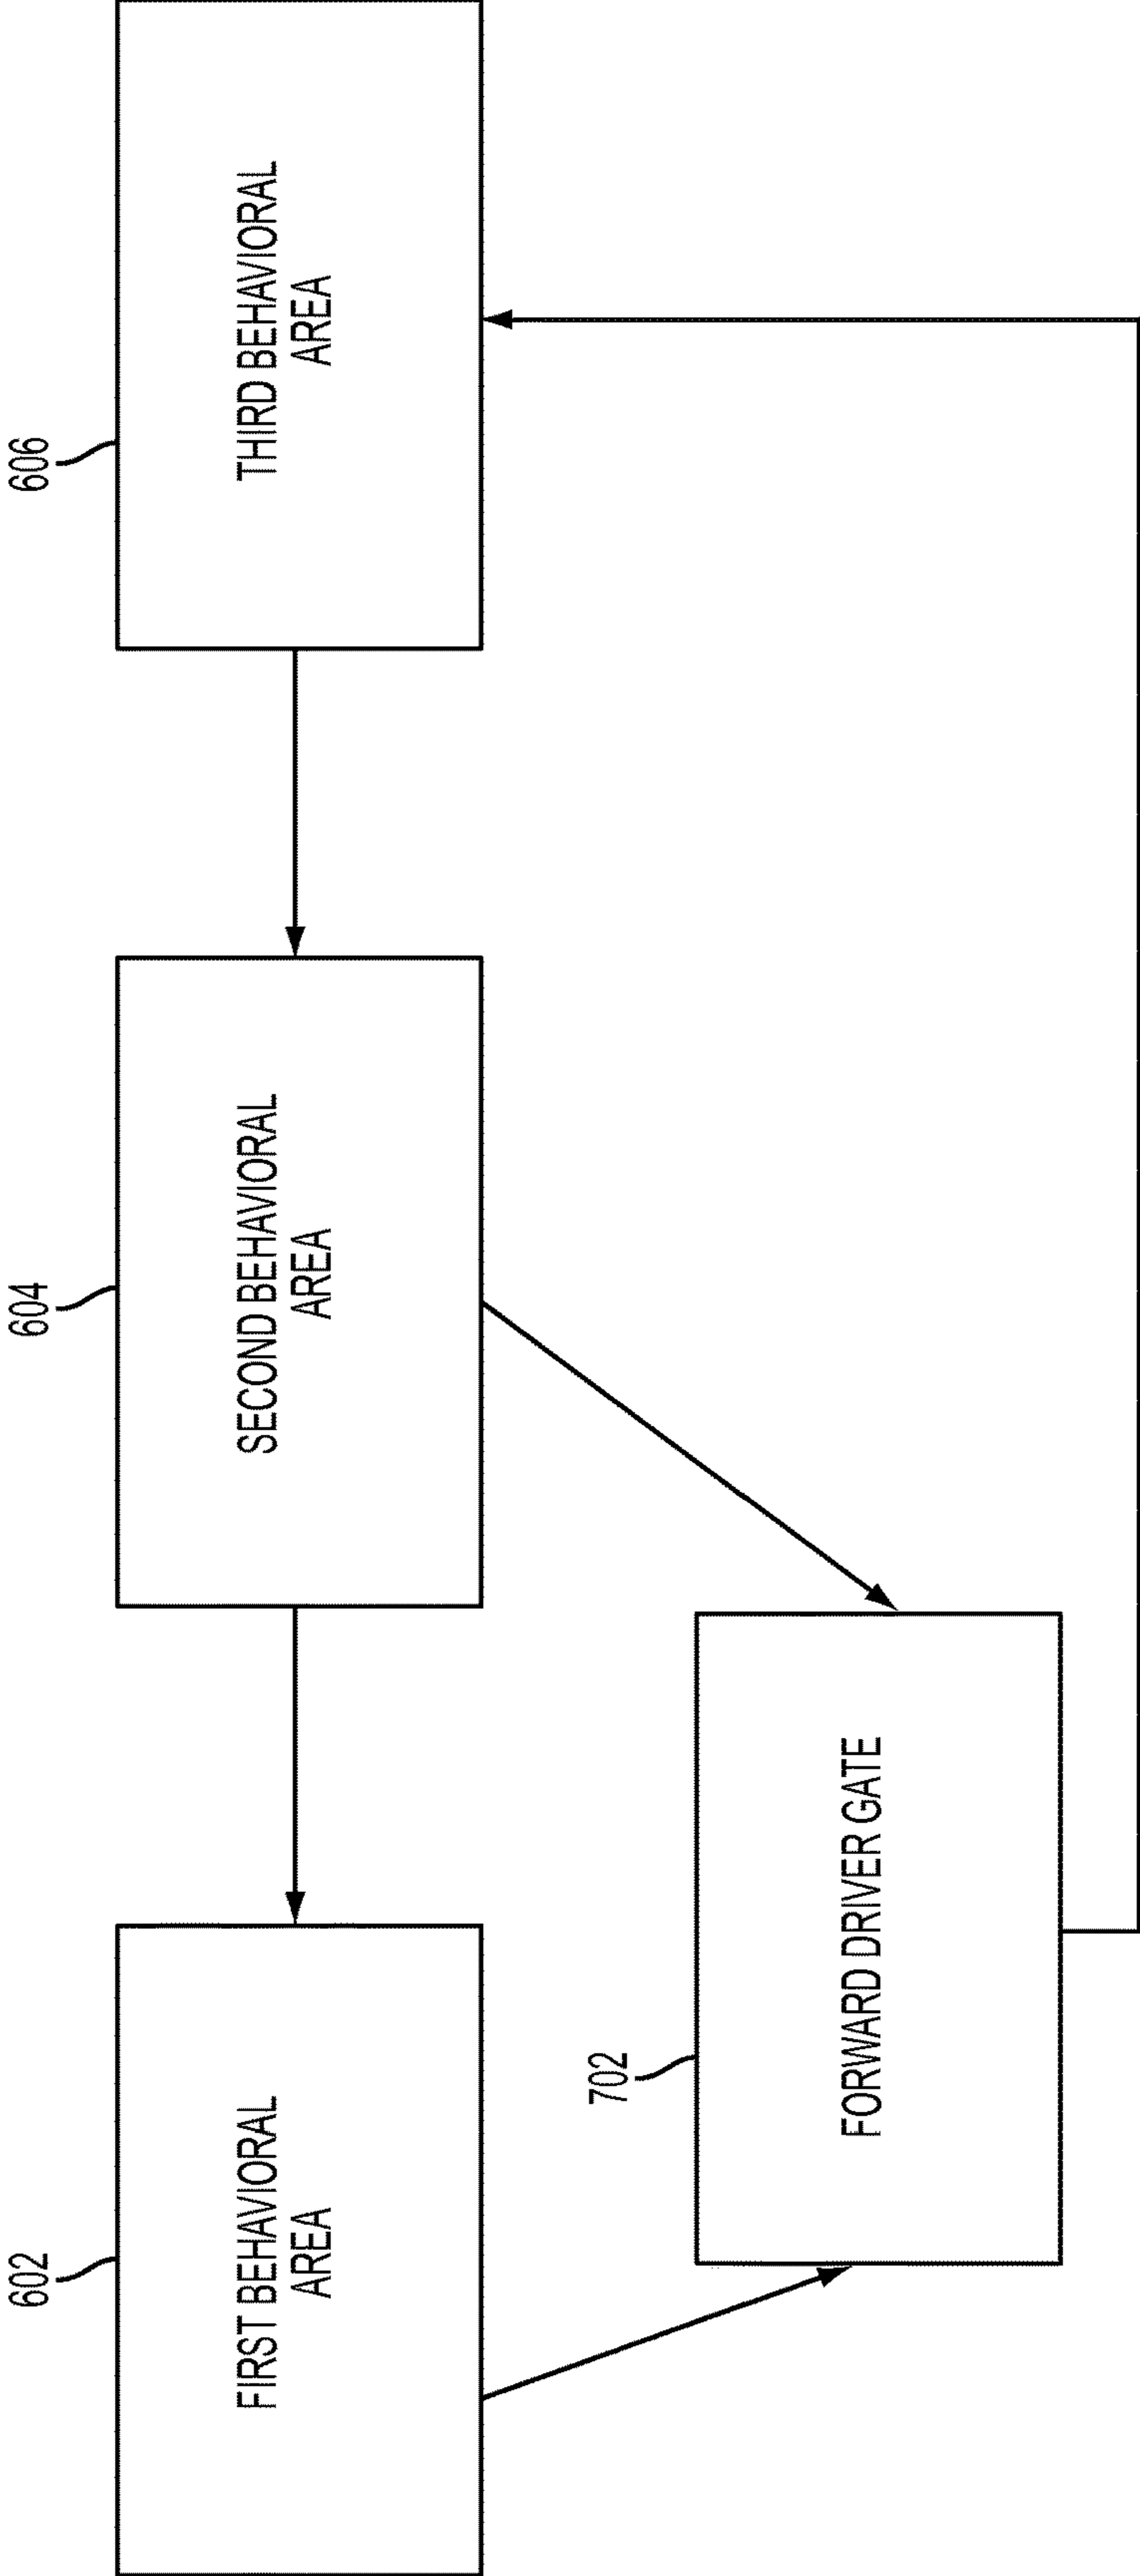 602
FIRST BEHAVIORAL
AREA
604
SECOND BEHAVIORAL
AREA
606
THIRD BEHAVIORAL
AREA
702
FORWARD DRIVER GATE